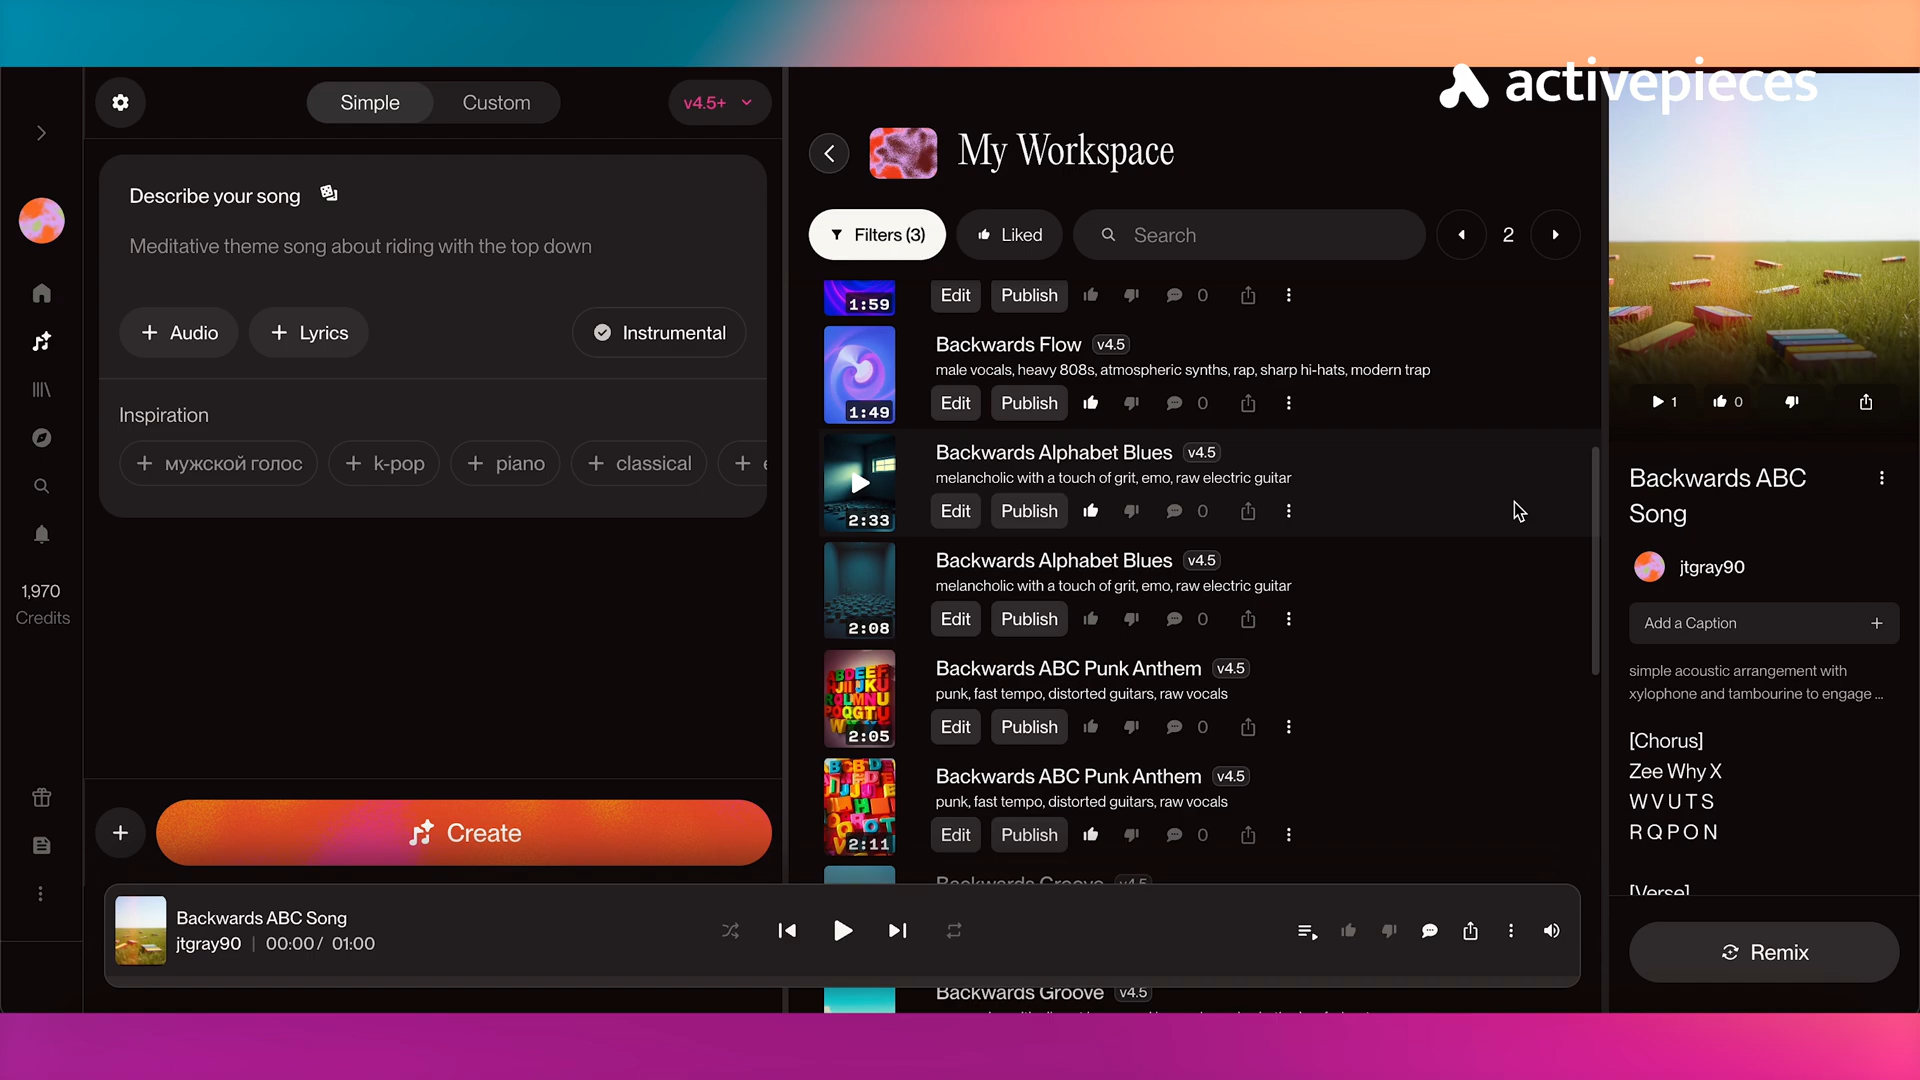 activepieces
Simple
Custom
v4.5+
Describe your song
Meditative theme song about riding with the top down
Audio
Lyrics
Instrumental
Inspiration
мужской голос
k-pop
piano
classical
1,970
Credits
Create
My Workspace
Filters (3)
Liked
Search
2
1:59
Edit
Publish
0
Backwards Flow v4.5
male vocals, heavy 808s, atmospheric synths, rap, sharp hi-hats, modern trap
1:49
Edit
Publish
0
Backwards Alphabet Blues v4.5
melancholic with a touch of grit, emo, raw electric guitar
2:33
Edit
Publish
0
Backwards Alphabet Blues v4.5
melancholic with a touch of grit, emo, raw electric guitar
2:08
Edit
Publish
0
Backwards ABC Punk Anthem v4.5
punk, fast tempo, distorted guitars, raw vocals
2:05
Edit
Publish
0
Backwards ABC Punk Anthem v4.5
punk, fast tempo, distorted guitars, raw vocals
2:11
Edit
Publish
0
Backwards Groove v4.5
Backwards Groove v4.5
1
0
Backwards ABC
Song
jtgray90
Add a Caption
simple acoustic arrangement with
xylophone and tambourine to engage ...
[Chorus]
Zee Why X
W V U T S
R Q P O N
[Verse]
Remix
Backwards ABC Song
jtgray90 | 00:00 / 01:00